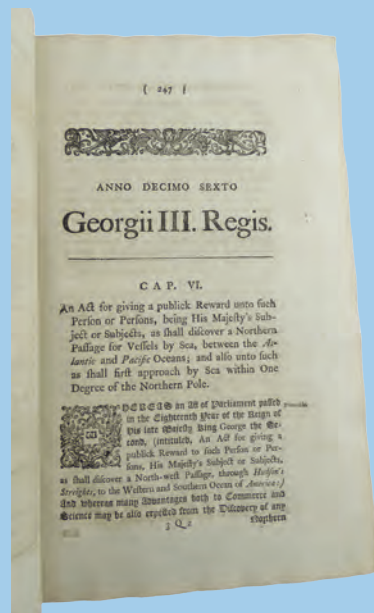 ( 247 )
ANNO DECIMO SEXTO
Georgii III. Regis.
CAP. VI.
An Act for giving a publick Reward unto such
Person or Persons, being His Majesty's Sub-
ject or Subjects, as shall discover a Northern
Passage for Vessels by Sea, between the At-
lantic and Pacific Oceans; and also unto such
as shall first approach by Sea within One
Degree of the Northern Pole.
WHEREAS an Act of Parliament passed
in the Eighteenth Year of the Reign of
His late Majesty King George the Se-
cond, (intituled, An Act for giving a
publick Reward to such Person or Per-
sons, His Majesty's Subject or Subjects,
as shall discover a North-west Passage, through Hudson's
Streights, to the Western and Southern Ocean of America:)
And whereas many Advantages both to Commerce and
Science may be also expected from the Discovery of any
3 Q 2
Northern